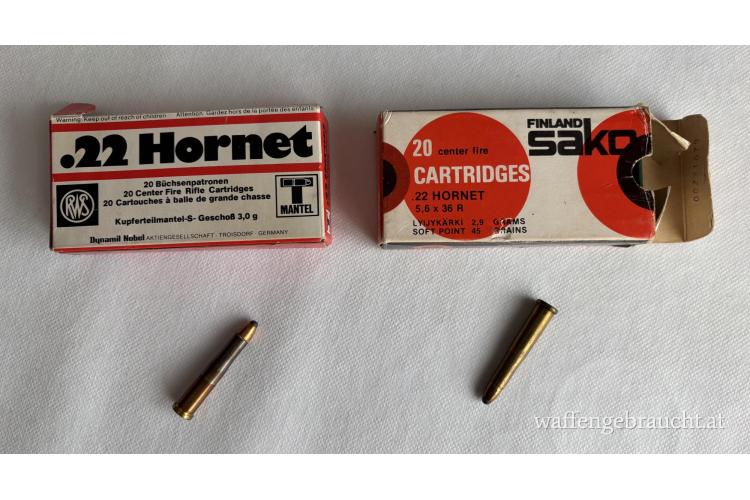 Warning: Keep out of reach of children Attention: Gardez hors de la portée des enfants
.22 Hornet
20 Büchsenpatronen
20 Center Fire Rifle Cartridges
20 Cartouches à balle de grande chasse
RWS
T
MANTEL
Kupferteilmantel-S-Geschoß 3,0 g
Dynamit Nobel AKTIENGESELLSCHAFT · TROISDORF · GERMANY
FINLAND
20 center fire sako
CARTRIDGES
.22 HORNET
5,6 x 36 R
LYIJYKÄRKI 2,9 GRAMS
SOFT POINT 45 GRAINS
waffengebraucht.at